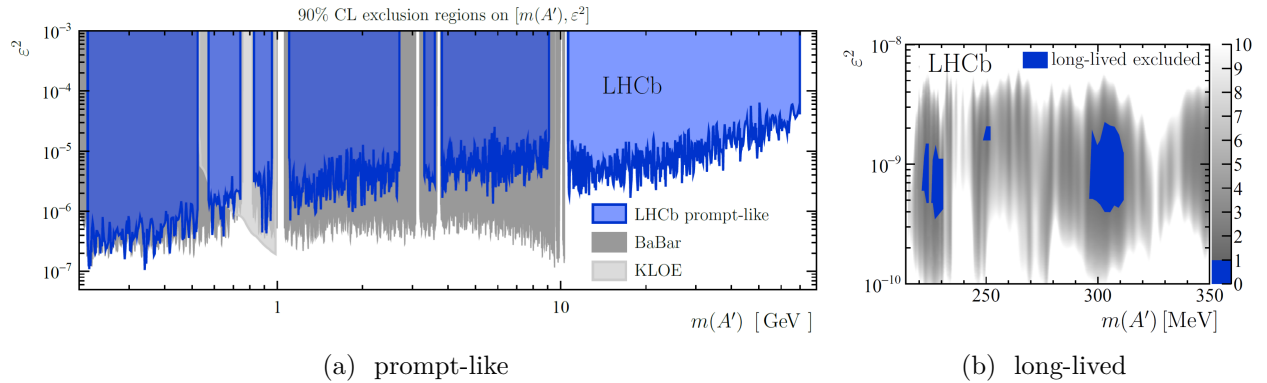 90% CL exclusion regions on [m(A′), ε²]
ε²
10⁻³
10⁻⁴
10⁻⁵
10⁻⁶
10⁻⁷
LHCb
LHCb prompt-like
BaBar
KLOE
1
10
m(A′) [GeV]
(a) prompt-like
ε²
10⁻⁸
10⁻⁹
10⁻¹⁰
LHCb
long-lived excluded
10
9
8
7
6
5
4
3
2
1
0
250
300
350
m(A′) [MeV]
(b) long-lived